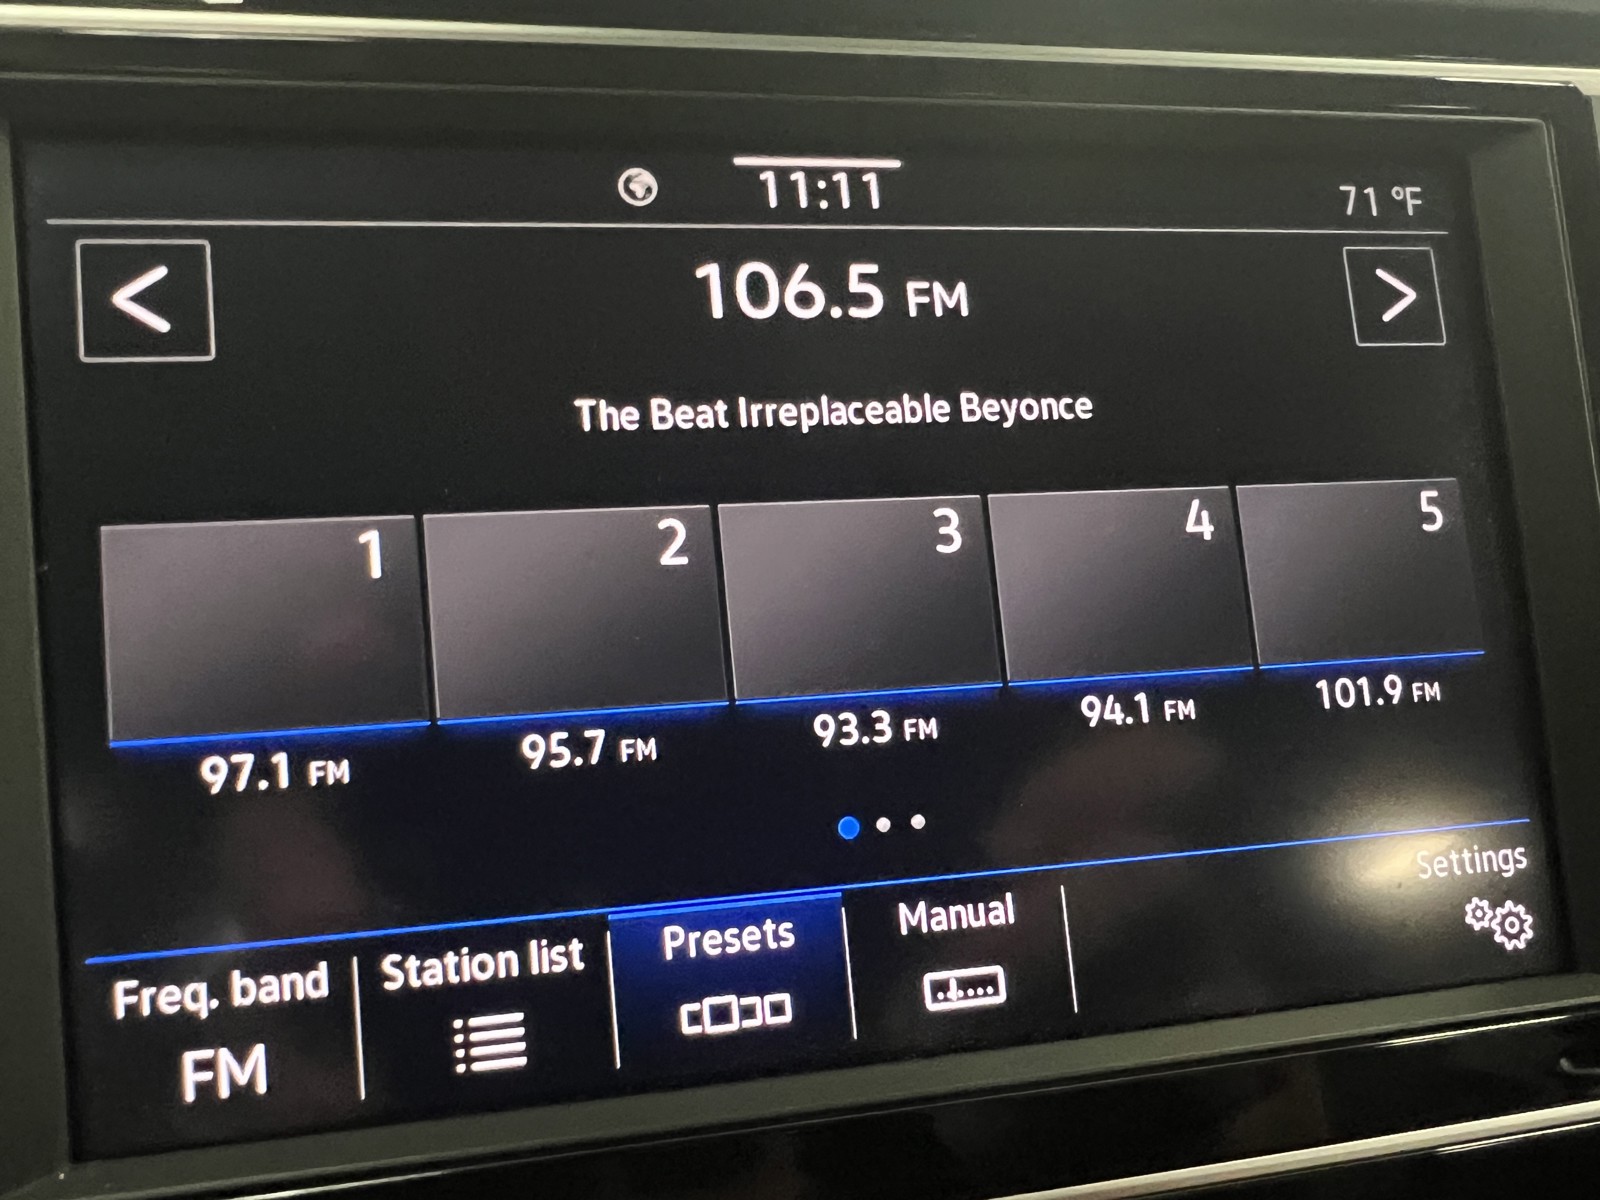 11:11
71 °F
<
106.5 FM
>
The Beat Irreplaceable Beyonce
1 2 3 4 5
97.1 FM 95.7 FM 93.3 FM 94.1 FM 101.9 FM
Freq. band Station list Presets Manual Settings
FM